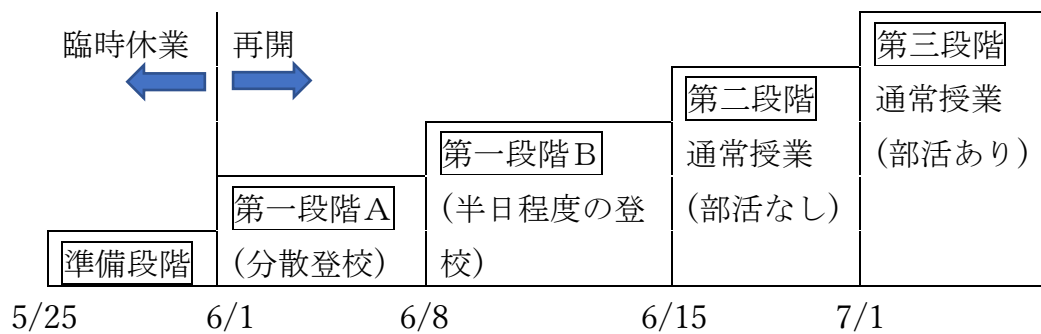 臨時休業
再開
準備段階
第一段階A
(分散登校)
第一段階B
(半日程度の登
校)
第二段階
通常授業
(部活なし)
第三段階
通常授業
(部活あり)
5/25
6/1
6/8
6/15
7/1